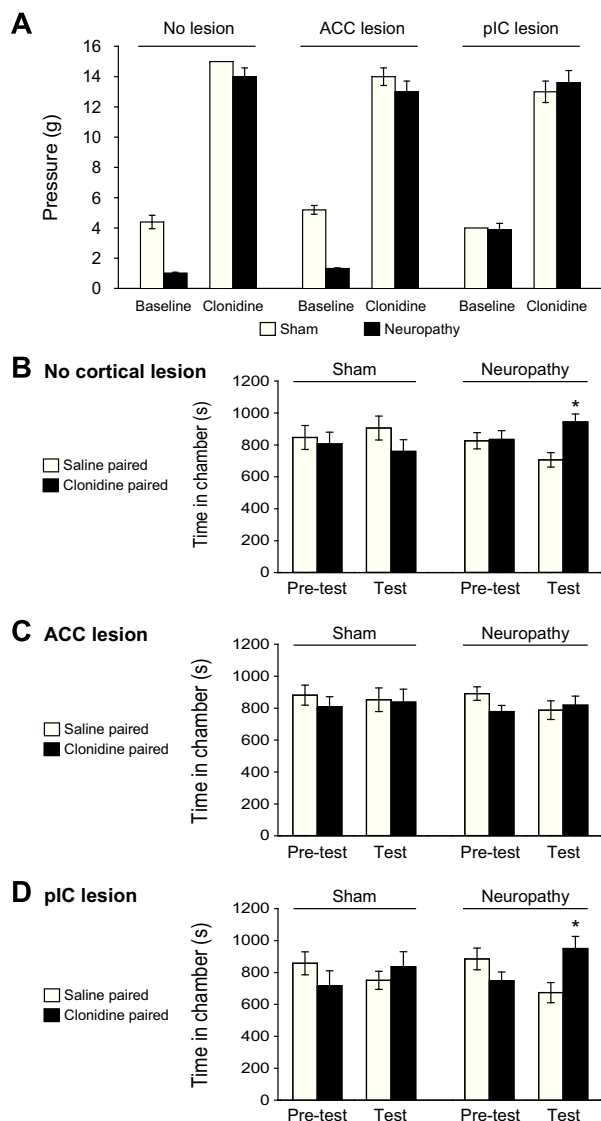 A
No lesion ACC lesion pIC lesion
Pressure (g)
16
14
12
10
8
6
4
2
0
Baseline Clonidine Baseline Clonidine Baseline Clonidine
Sham Neuropathy
B No cortical lesion
Sham Neuropathy
Saline paired
Clonidine paired
Time in chamber (s)
1200
1000
800
600
400
200
0
*
Pre-test Test Pre-test Test
C ACC lesion
Sham Neuropathy
Saline paired
Clonidine paired
Time in chamber (s)
1200
1000
800
600
400
200
0
Pre-test Test Pre-test Test
D pIC lesion
Sham Neuropathy
Saline paired
Clonidine paired
Time in chamber (s)
1200
1000
800
600
400
200
0
*
Pre-test Test Pre-test Test